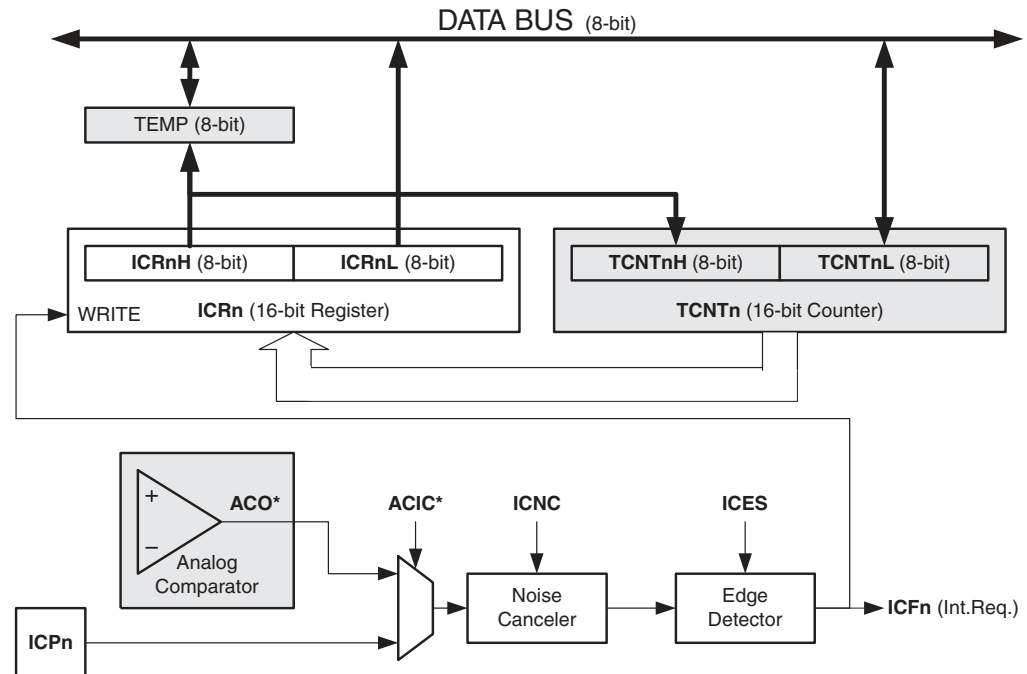 DATA BUS (8-bit)
TEMP (8-bit)
ICRnH (8-bit) ICRnL (8-bit) TCNTnH (8-bit) TCNTnL (8-bit)
WRITE ICRn (16-bit Register) TCNTn (16-bit Counter)
+ ACO* ACIC* ICNC ICES
−
Analog
Comparator
Noise
Canceler
Edge
Detector
ICFn (Int.Req.)
ICPn